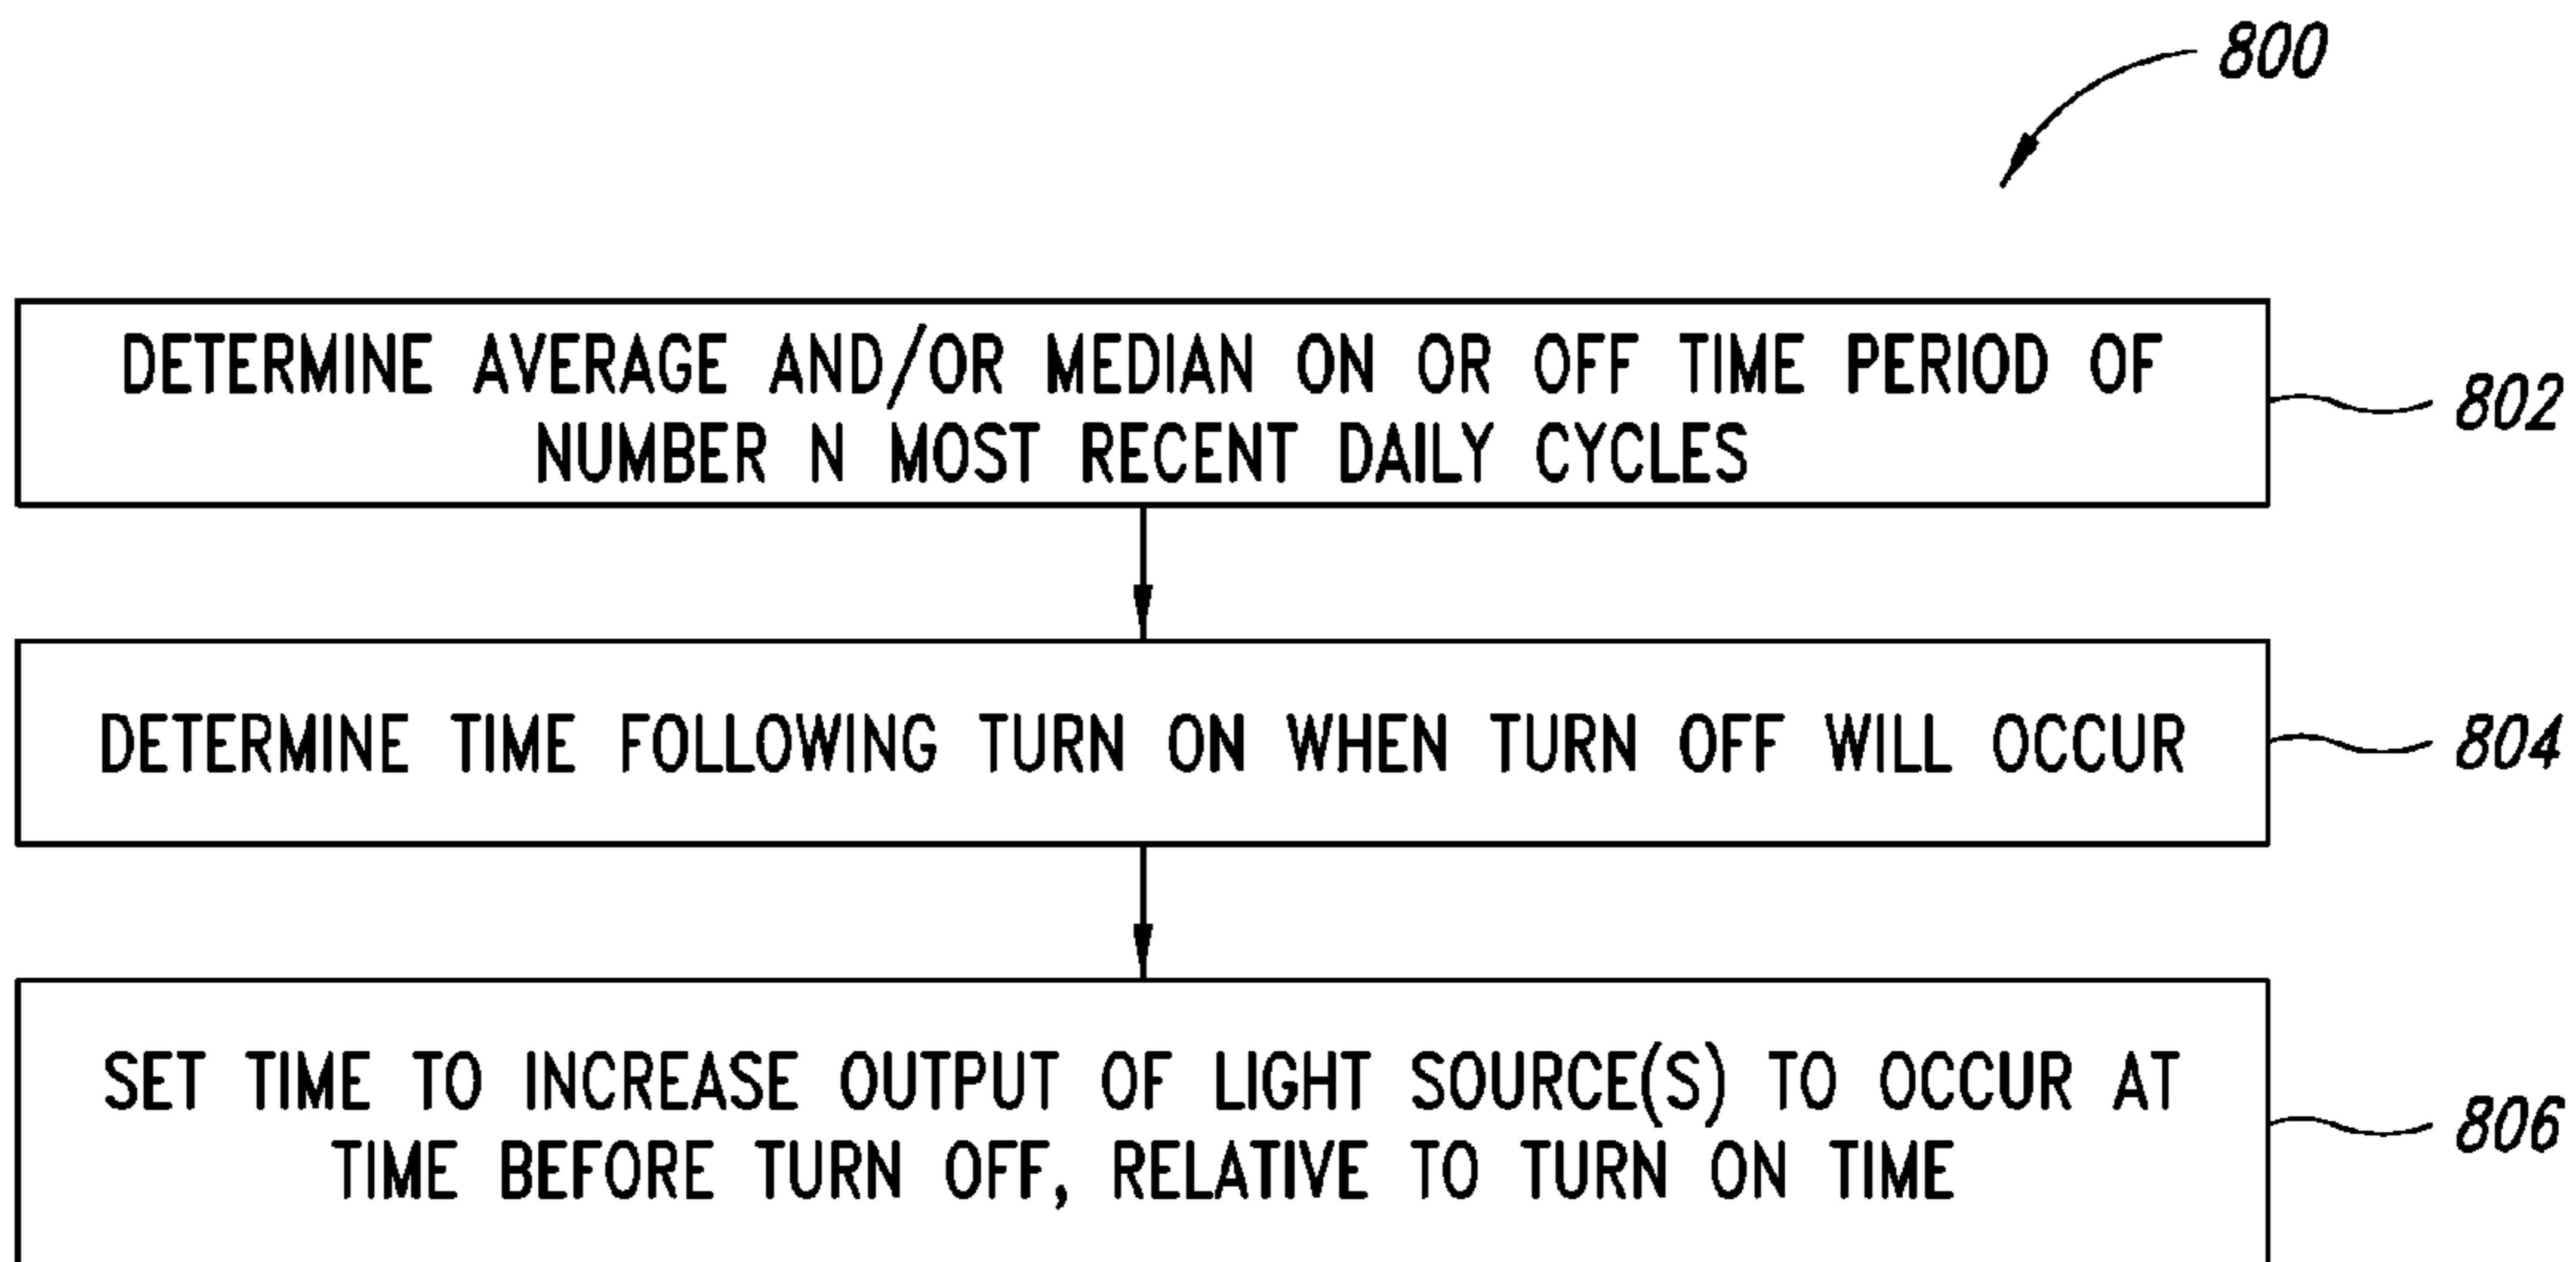 800
DETERMINE AVERAGE AND/OR MEDIAN ON OR OFF TIME PERIOD OF
NUMBER N MOST RECENT DAILY CYCLES
802
DETERMINE TIME FOLLOWING TURN ON WHEN TURN OFF WILL OCCUR
804
SET TIME TO INCREASE OUTPUT OF LIGHT SOURCE(S) TO OCCUR AT
TIME BEFORE TURN OFF, RELATIVE TO TURN ON TIME
806